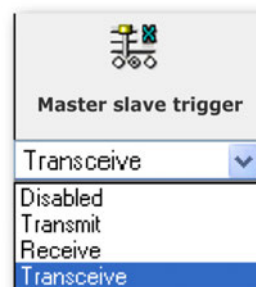 Master slave trigger
Transceive
Disabled
Transmit
Receive
Transceive